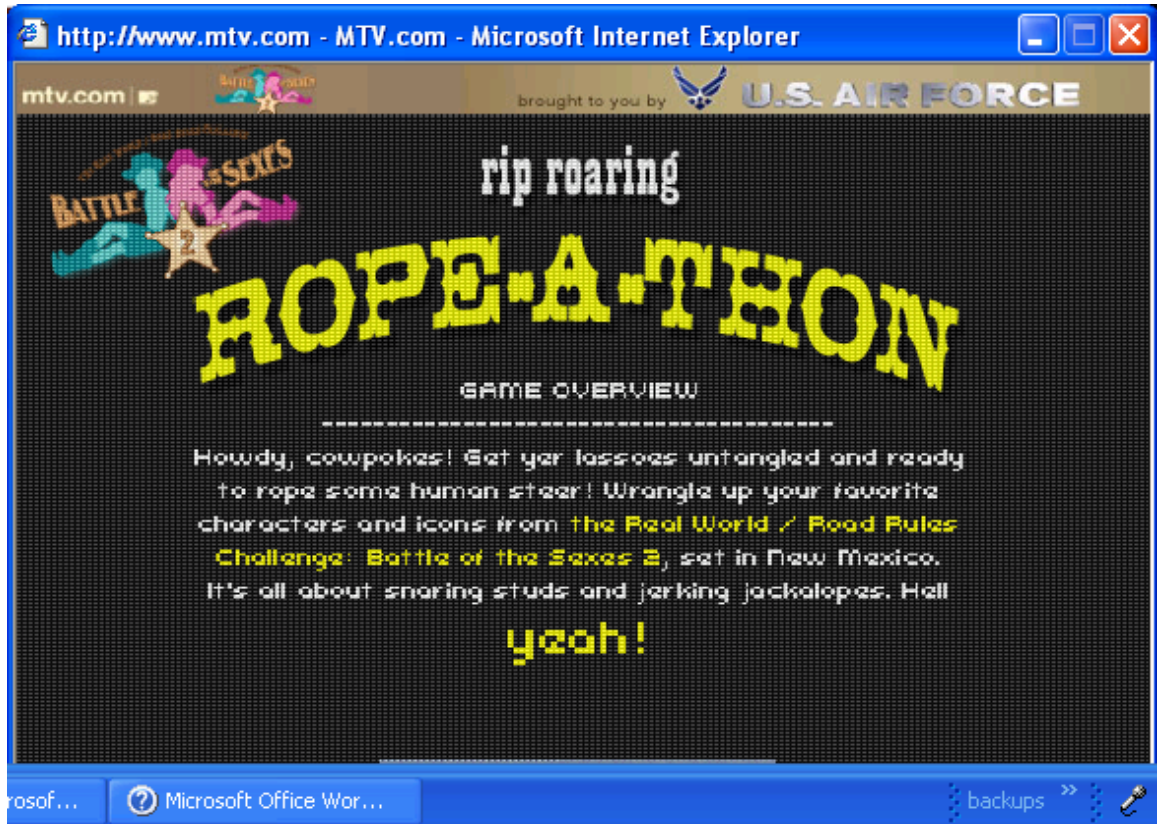 http://www.mtv.com - MTV.com - Microsoft Internet Explorer
mtv.com
brought to you by U.S. AIR FORCE
BATTLE OF THE SEXES
2
rip roaring
ROPE-A-THON
GAME OVERVIEW
---------------------------------------
Howdy, cowpokes! Get yer lassoes untangled and ready
to rope some human steer! Wrangle up your favorite
characters and icons from the Real World / Road Rules
Challenge: Battle of the Sexes 2, set in New Mexico.
It's all about snaring studs and jerking jackalopes. Hell
yeah!
rosof...
Microsoft Office Wor...
backups